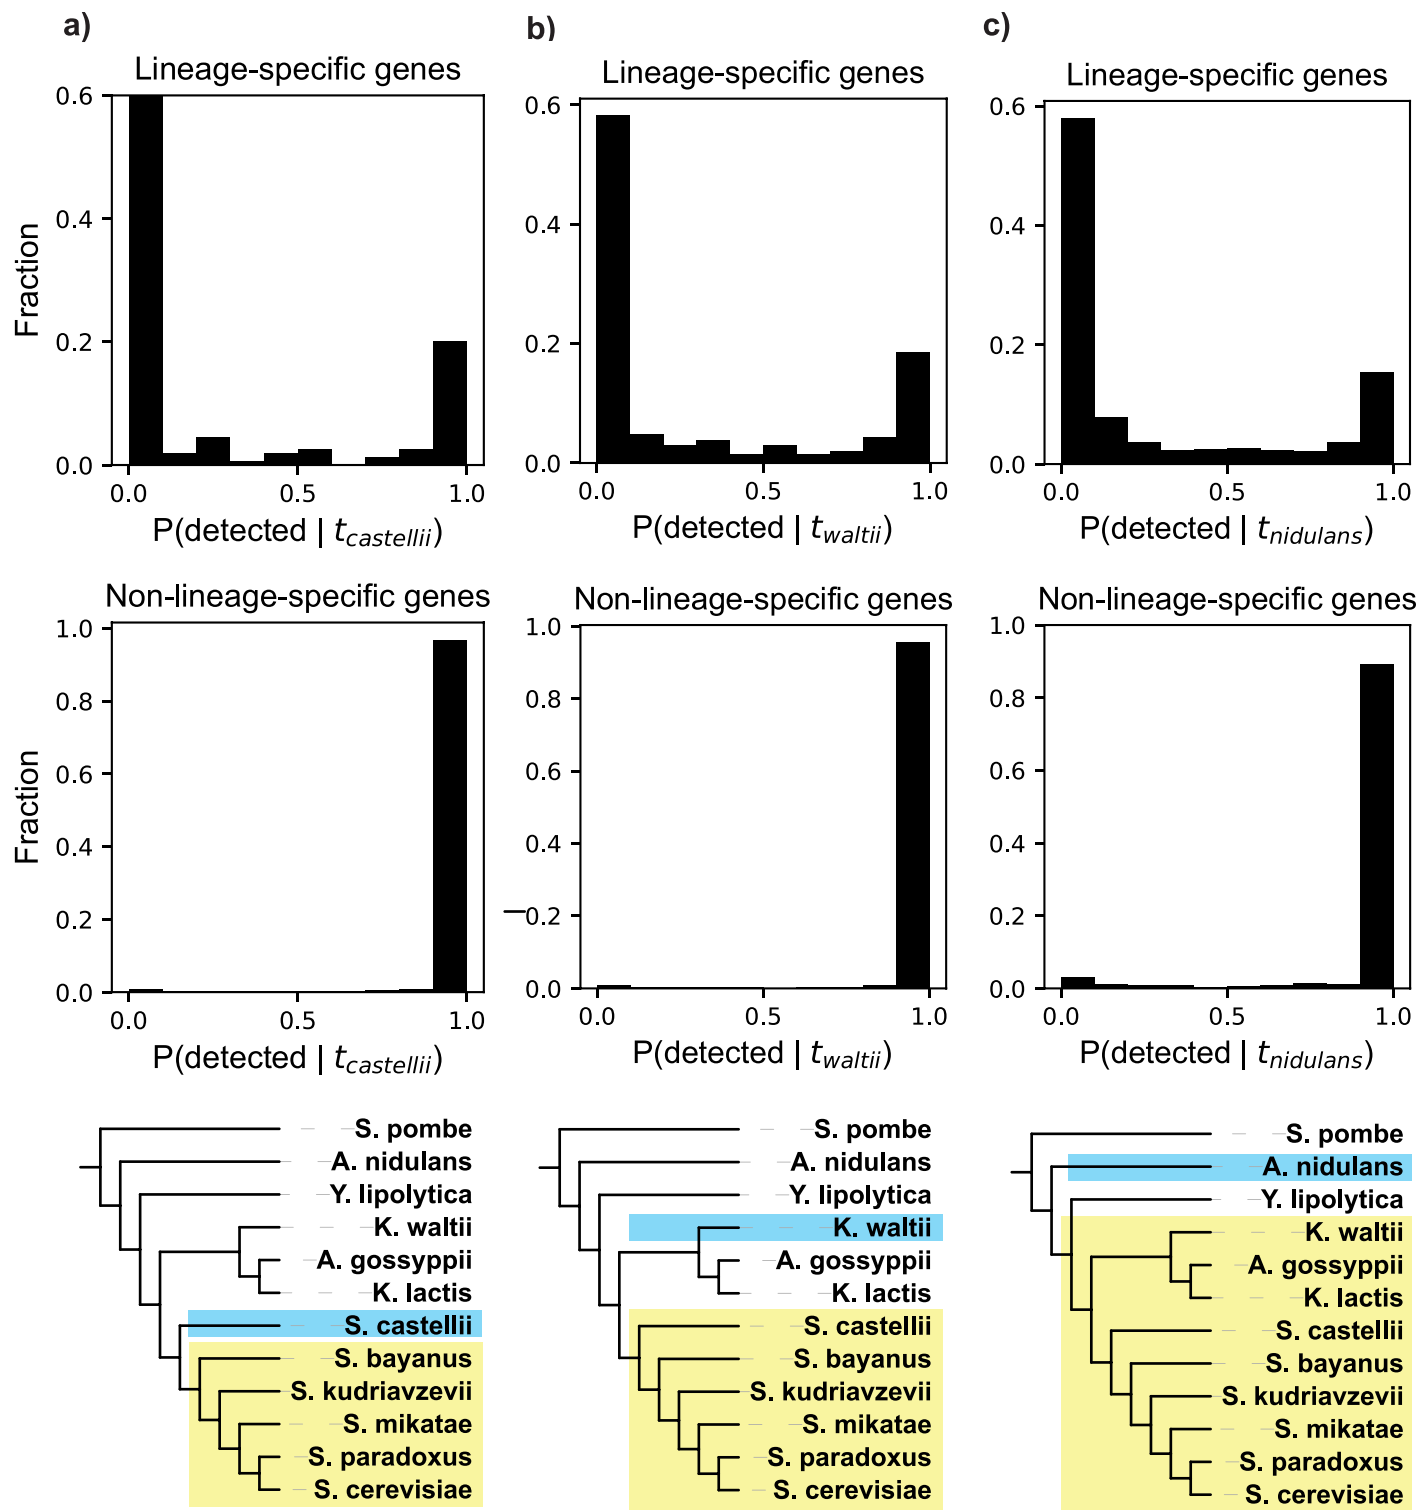 a)
Lineage-specific genes
0.6
0.4
0.2
0.0
Fraction
0.0 0.5 1.0
P(detected | t_castellii)
Non-lineage-specific genes
1.0
0.8
0.6
0.4
0.2
0.0
Fraction
0.0 0.5 1.0
P(detected | t_castellii)
S. pombe
A. nidulans
Y. lipolytica
K. waltii
A. gossyppii
K. lactis
S. castellii
S. bayanus
S. kudriavzevii
S. mikatae
S. paradoxus
S. cerevisiae
b)
Lineage-specific genes
0.6
0.4
0.2
0.0
0.0 0.5 1.0
P(detected | t_waltii)
Non-lineage-specific genes
1.0
0.8
0.6
0.4
0.2
0.0
0.0 0.5 1.0
P(detected | t_waltii)
S. pombe
A. nidulans
Y. lipolytica
K. waltii
A. gossyppii
K. lactis
S. castellii
S. bayanus
S. kudriavzevii
S. mikatae
S. paradoxus
S. cerevisiae
c)
Lineage-specific genes
0.6
0.4
0.2
0.0
0.0 0.5 1.0
P(detected | t_nidulans)
Non-lineage-specific genes
1.0
0.8
0.6
0.4
0.2
0.0
0.0 0.5 1.0
P(detected | t_nidulans)
S. pombe
A. nidulans
Y. lipolytica
K. waltii
A. gossyppii
K. lactis
S. castellii
S. bayanus
S. kudriavzevii
S. mikatae
S. paradoxus
S. cerevisiae